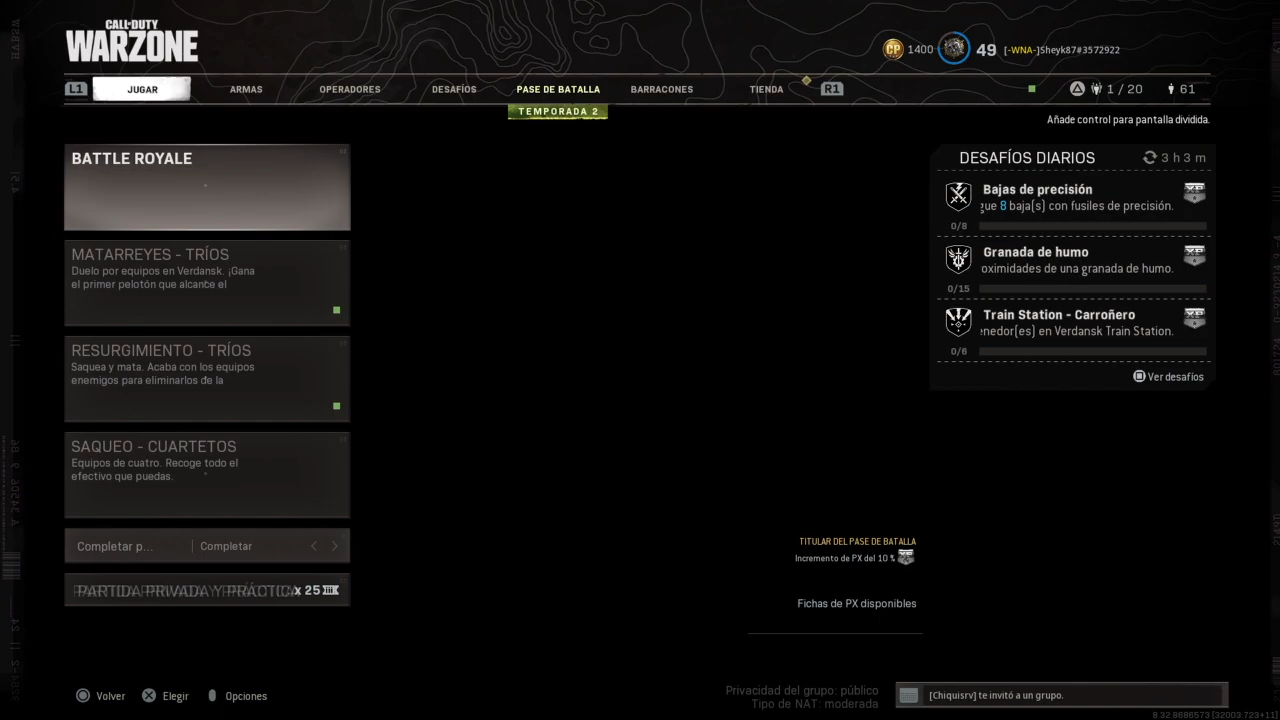 CALL OF DUTY
WARZONE
CP 1400
49
[-WNA-]Sheyk87#3572922
L1
JUGAR
ARMAS
OPERADORES
DESAFÍOS
PASE DE BATALLA
BARRACONES
TIENDA
R1
1 / 20
61
TEMPORADA 2
Añade control para pantalla dividida.
BATTLE ROYALE
MATARREYES - TRÍOS
Duelo por equipos en Verdansk. ¡Gana
el primer pelotón que alcance el
RESURGIMIENTO - TRÍOS
Saquea y mata. Acaba con los equipos
enemigos para eliminarlos de la
SAQUEO - CUARTETOS
Equipos de cuatro. Recoge todo el
efectivo que puedas.
Completar p...
Completar
PARTIDA PRIVADA Y PRÁCTICA
x 25
DESAFÍOS DIARIOS
3 h 3 m
Bajas de precisión
gue 8 baja(s) con fusiles de precisión.
0/8
Granada de humo
oximidades de una granada de humo.
0/15
Train Station - Carroñero
enedor(es) en Verdansk Train Station.
0/6
Ver desafíos
TITULAR DEL PASE DE BATALLA
Incremento de PX del 10 %
Fichas de PX disponibles
Volver
Elegir
Opciones
Privacidad del grupo: público
Tipo de NAT: moderada
[Chiquisrv] te invitó a un grupo.
8.32.8686573 [32003:723+11]